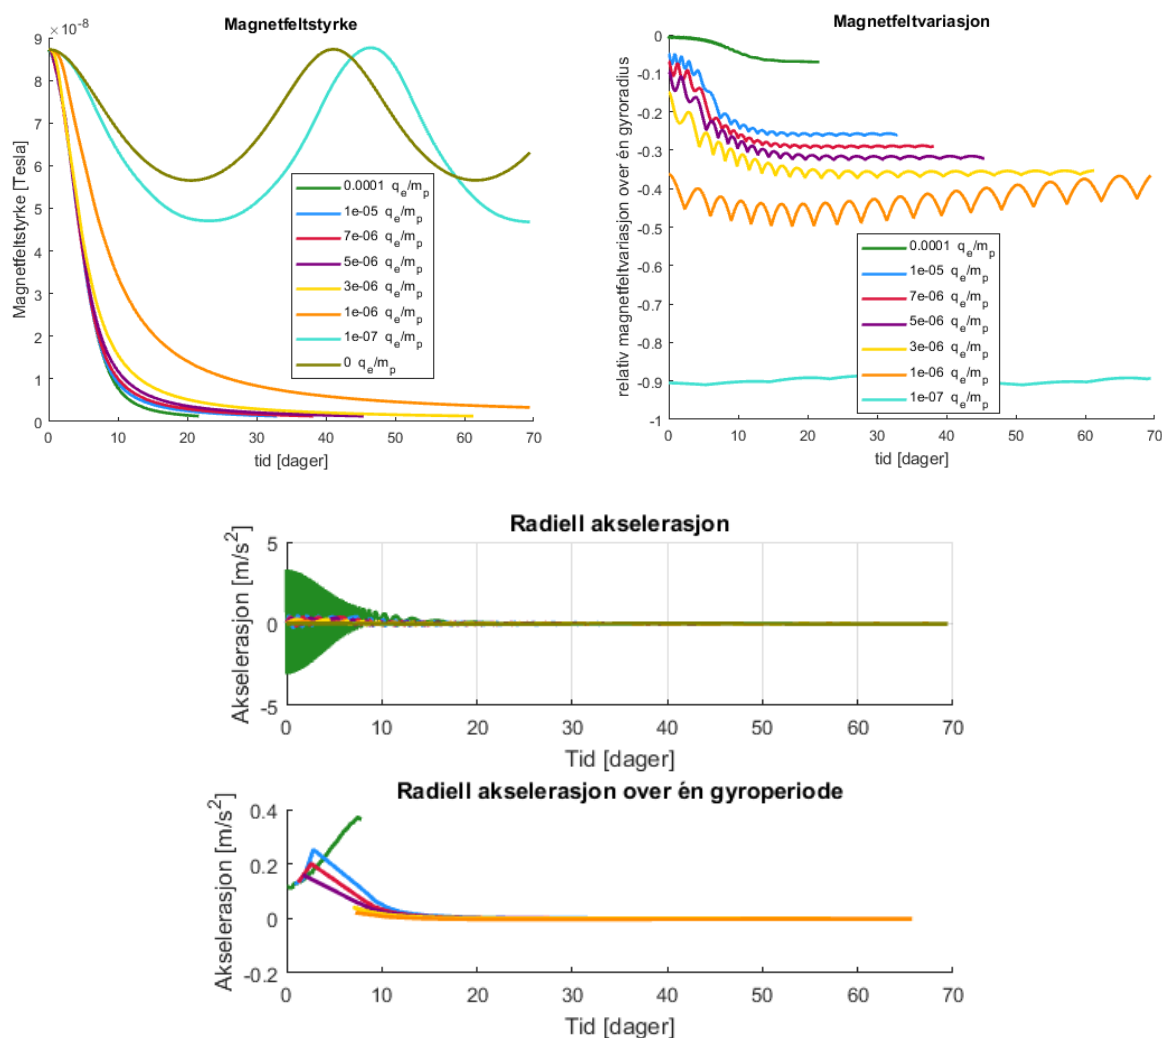 Magnetfeltstyrke
×10⁻⁸
9
8
7
6
5
4
3
2
1
0
Magnetfeltstyrke [Tesla]
0.0001 q_e/m_p
1e-05 q_e/m_p
7e-06 q_e/m_p
5e-06 q_e/m_p
3e-06 q_e/m_p
1e-06 q_e/m_p
1e-07 q_e/m_p
0 q_e/m_p
0 10 20 30 40 50 60 70
tid [dager]
Magnetfeltvariasjon
0
-0.1
-0.2
-0.3
-0.4
-0.5
-0.6
-0.7
-0.8
-0.9
-1
relativ magnetfeltvariasjon over én gyroradius
0.0001 q_e/m_p
1e-05 q_e/m_p
7e-06 q_e/m_p
5e-06 q_e/m_p
3e-06 q_e/m_p
1e-06 q_e/m_p
1e-07 q_e/m_p
0 10 20 30 40 50 60 70
tid [dager]
Radiell akselerasjon
5
0
-5
Akselerasjon [m/s²]
0 10 20 30 40 50 60 70
Tid [dager]
Radiell akselerasjon over én gyroperiode
0.4
0.2
0
-0.2
Akselerasjon [m/s²]
0 10 20 30 40 50 60 70
Tid [dager]